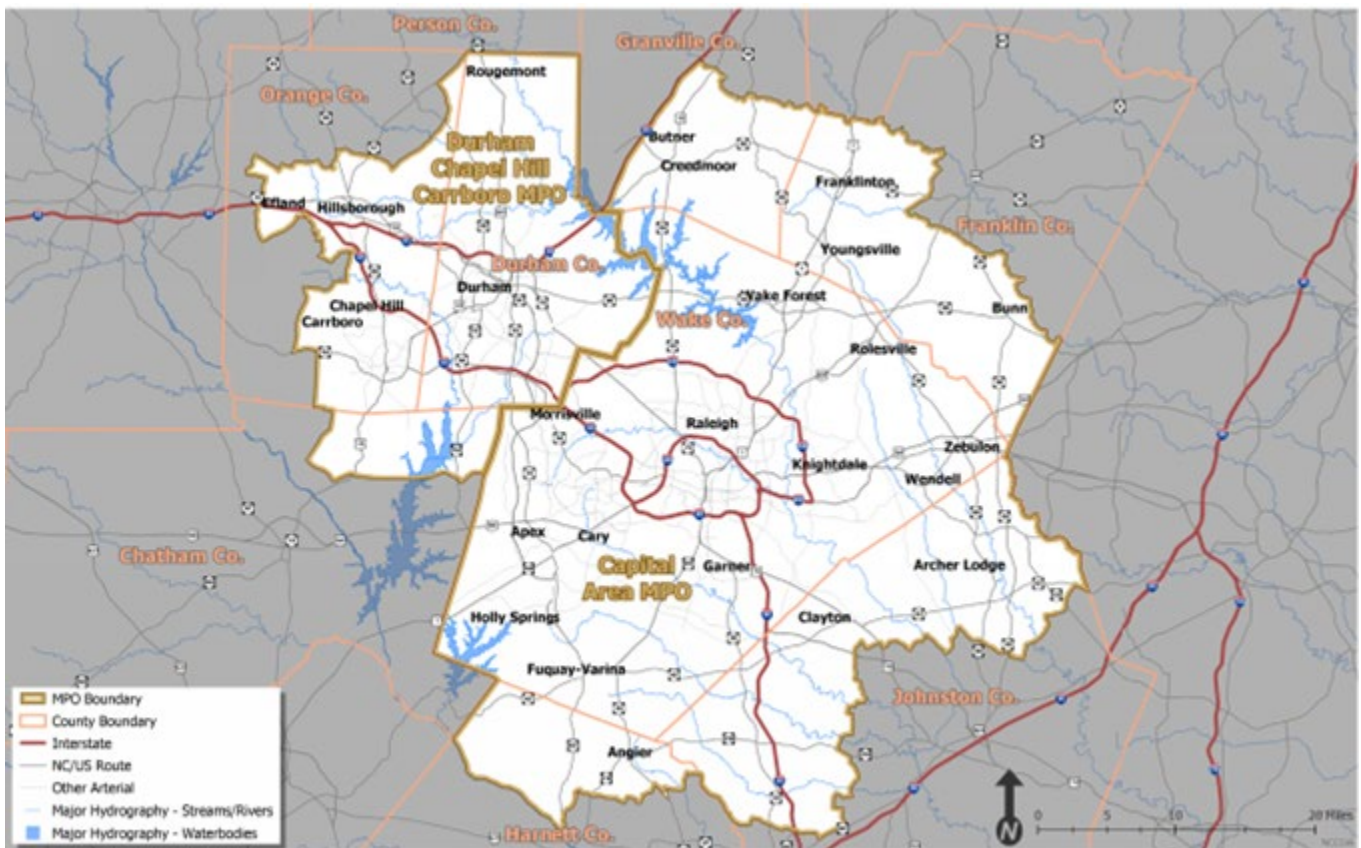 Person Co.
Granville Co.
Rougemont
Orange Co.
Durham
Chapel Hill
Carrboro MPO
Butner
Creedmoor
Franklinton
Efland
Hillsborough
Franklin Co.
Youngsville
Durham Co.
Durham
Wake Forest
Bunn
Chapel Hill
Carrboro
Wake Co.
Rolesville
Morrisville
Raleigh
Zebulon
Knightdale
Wendell
Apex
Cary
Chatham Co.
Capital
Area MPO
Garner
Archer Lodge
Holly Springs
Clayton
Fuquay-Varina
Johnston Co.
Angier
Harnett Co.
MPO Boundary
County Boundary
Interstate
NC/US Route
Other Arterial
Major Hydrography - Streams/Rivers
Major Hydrography - Waterbodies
N
0 5 10 20 Miles